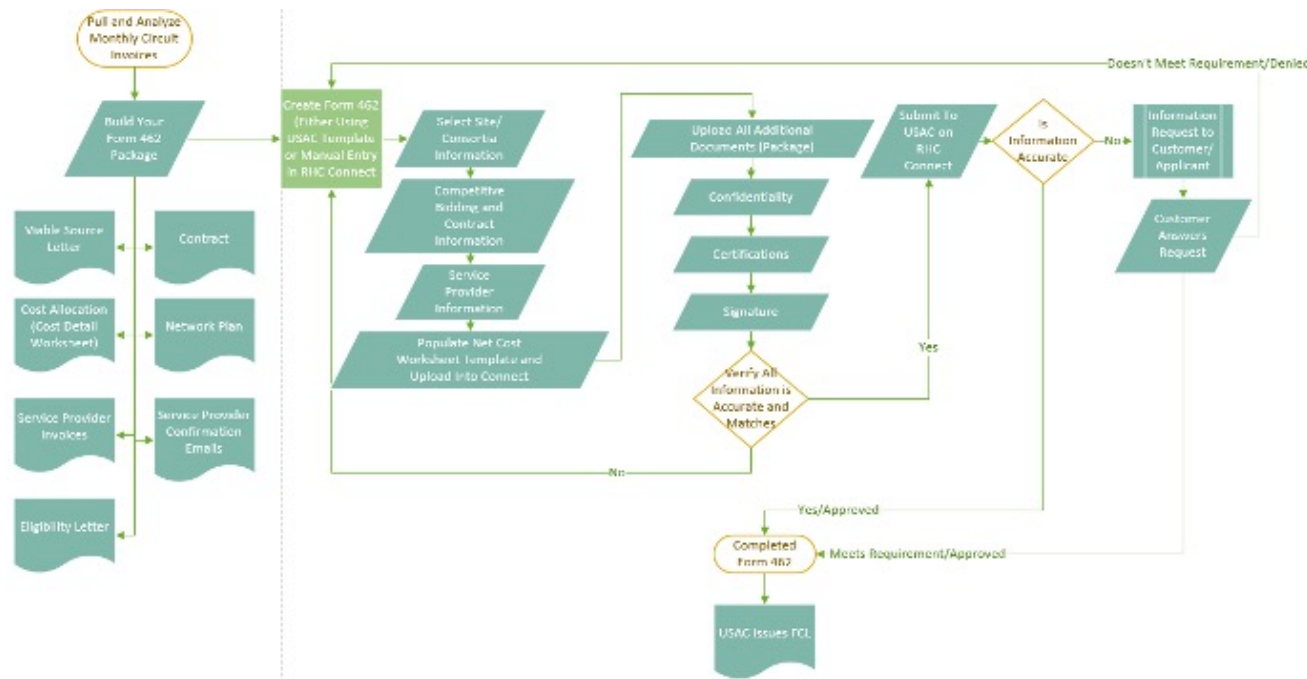 Pull and Analyze
Monthly Circuit
Invoices
Build Your
Form 462
Package
Viable Source
Letter
Contract
Cost Allocation
(Cost Detail
Worksheet)
Network Plan
Service Provider
Invoices
Service Provider
Confirmation
Emails
Eligibility Letter
Create Form 462
(Either Using
USAC Template
or Manual Entry
in RHC Connect
Select Site/
Consortia
Information
Competitive
Bidding and
Contract
Information
Service
Provider
Information
Populate Net Cost
Worksheet Template and
Upload Into Connect
Upload All Additional
Documents (Package)
Confidentiality
Certifications
Signature
Verify All
Information is
Accurate and
Matches
No
Yes
Submit To
USAC on
RHC
Connect
Is
Information
Accurate
No
Information
Request to
Customer/
Applicant
Customer
Answers
Request
Doesn't Meet Requirement/Denied
Yes/Approved
Meets Requirement/Approved
Completed
Form 462
USAC Issues FCL